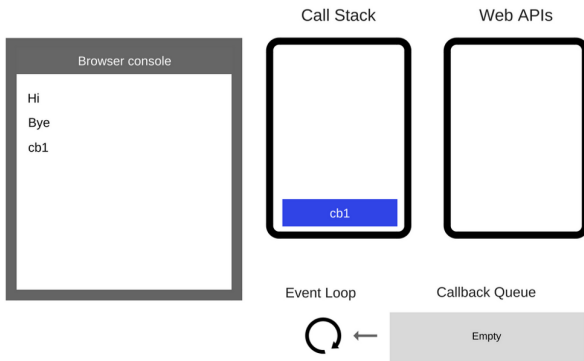 Call Stack
Web APIs
Browser console
Hi
Bye
cb1
cb1
Event Loop
Callback Queue
Empty